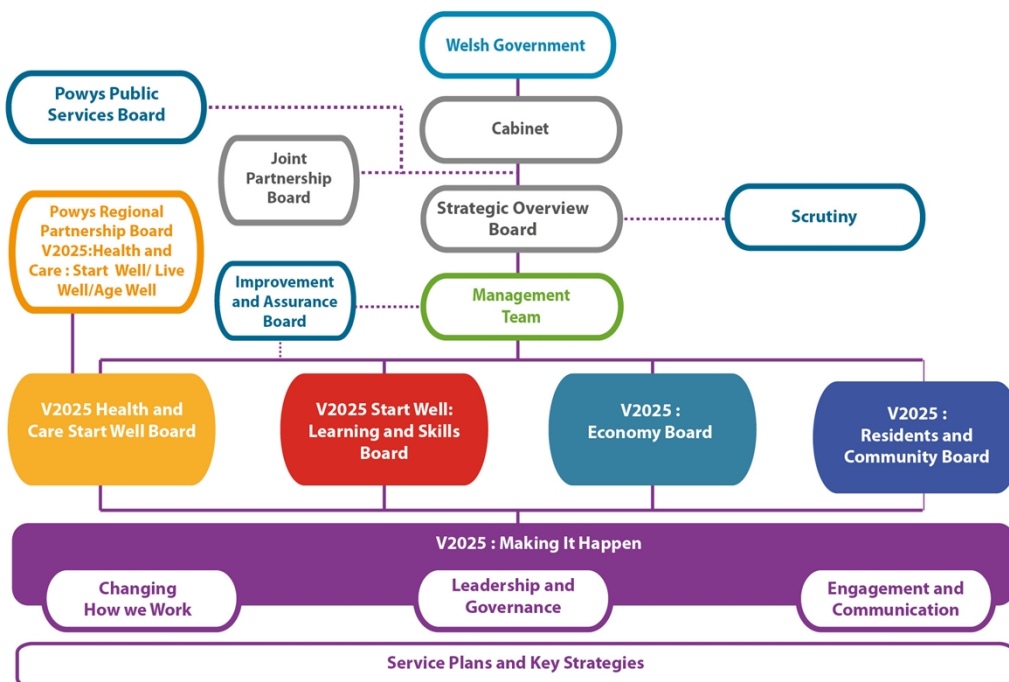 Welsh Government
Powys Public
Services Board
Cabinet
Joint
Partnership
Board
Powys Regional
Partnership Board
V2025:Health and
Care : Start Well/ Live
Well/Age Well
Strategic Overview
Board
Scrutiny
Improvement
and Assurance
Board
Management
Team
V2025 Health and
Care Start Well Board
V2025 Start Well:
Learning and Skills
Board
V2025 :
Economy Board
V2025 :
Residents and
Community Board
V2025 : Making It Happen
Changing
How we Work
Leadership and
Governance
Engagement and
Communication
Service Plans and Key Strategies